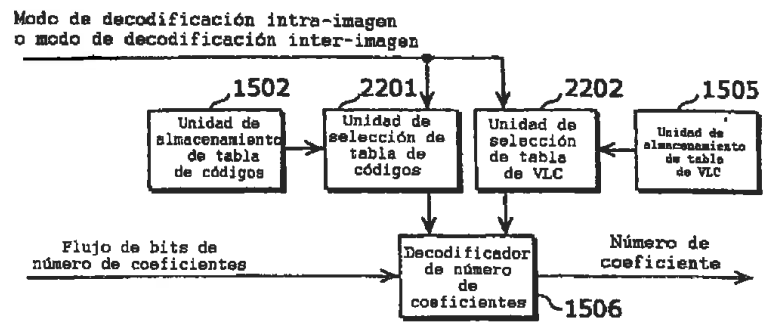 Modo de decodificación intra-imagen
o modo de decodificación inter-imagen
1502
2201
2202
1505
Unidad de
almacenamiento
de tabla
de códigos
Unidad de
selección de
tabla de
códigos
Unidad de
selección
de tabla
de VLC
Unidad de
almacenamiento
de tabla
de VLC
Flujo de bits de
número de coeficientes
Decodificador
de número
de
coeficientes
Número de
coeficiente
1506